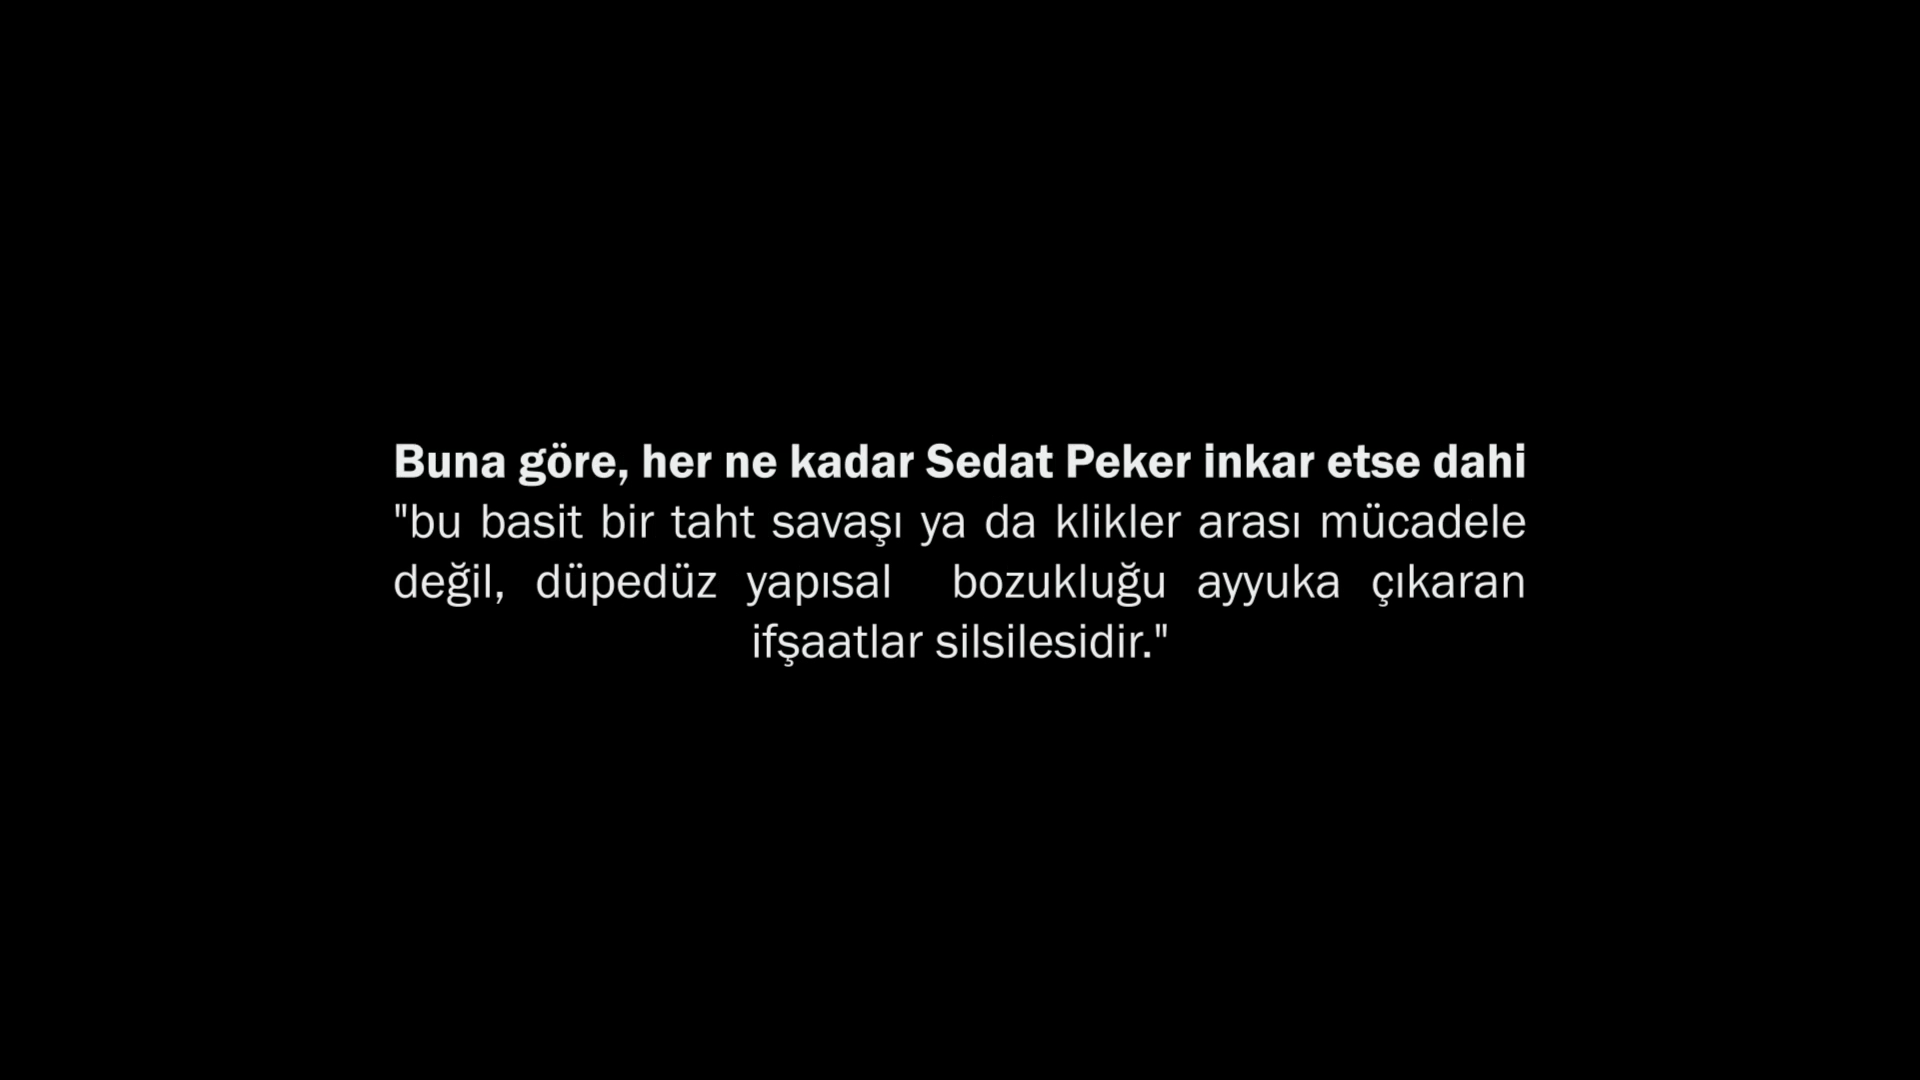 Buna göre, her ne kadar Sedat Peker inkar etse dahi
"bu basit bir taht savaşı ya da klikler arası mücadele
değil, düpedüz yapısal bozukluğu ayyuka çıkaran
ifşaatlar silsilesidir."